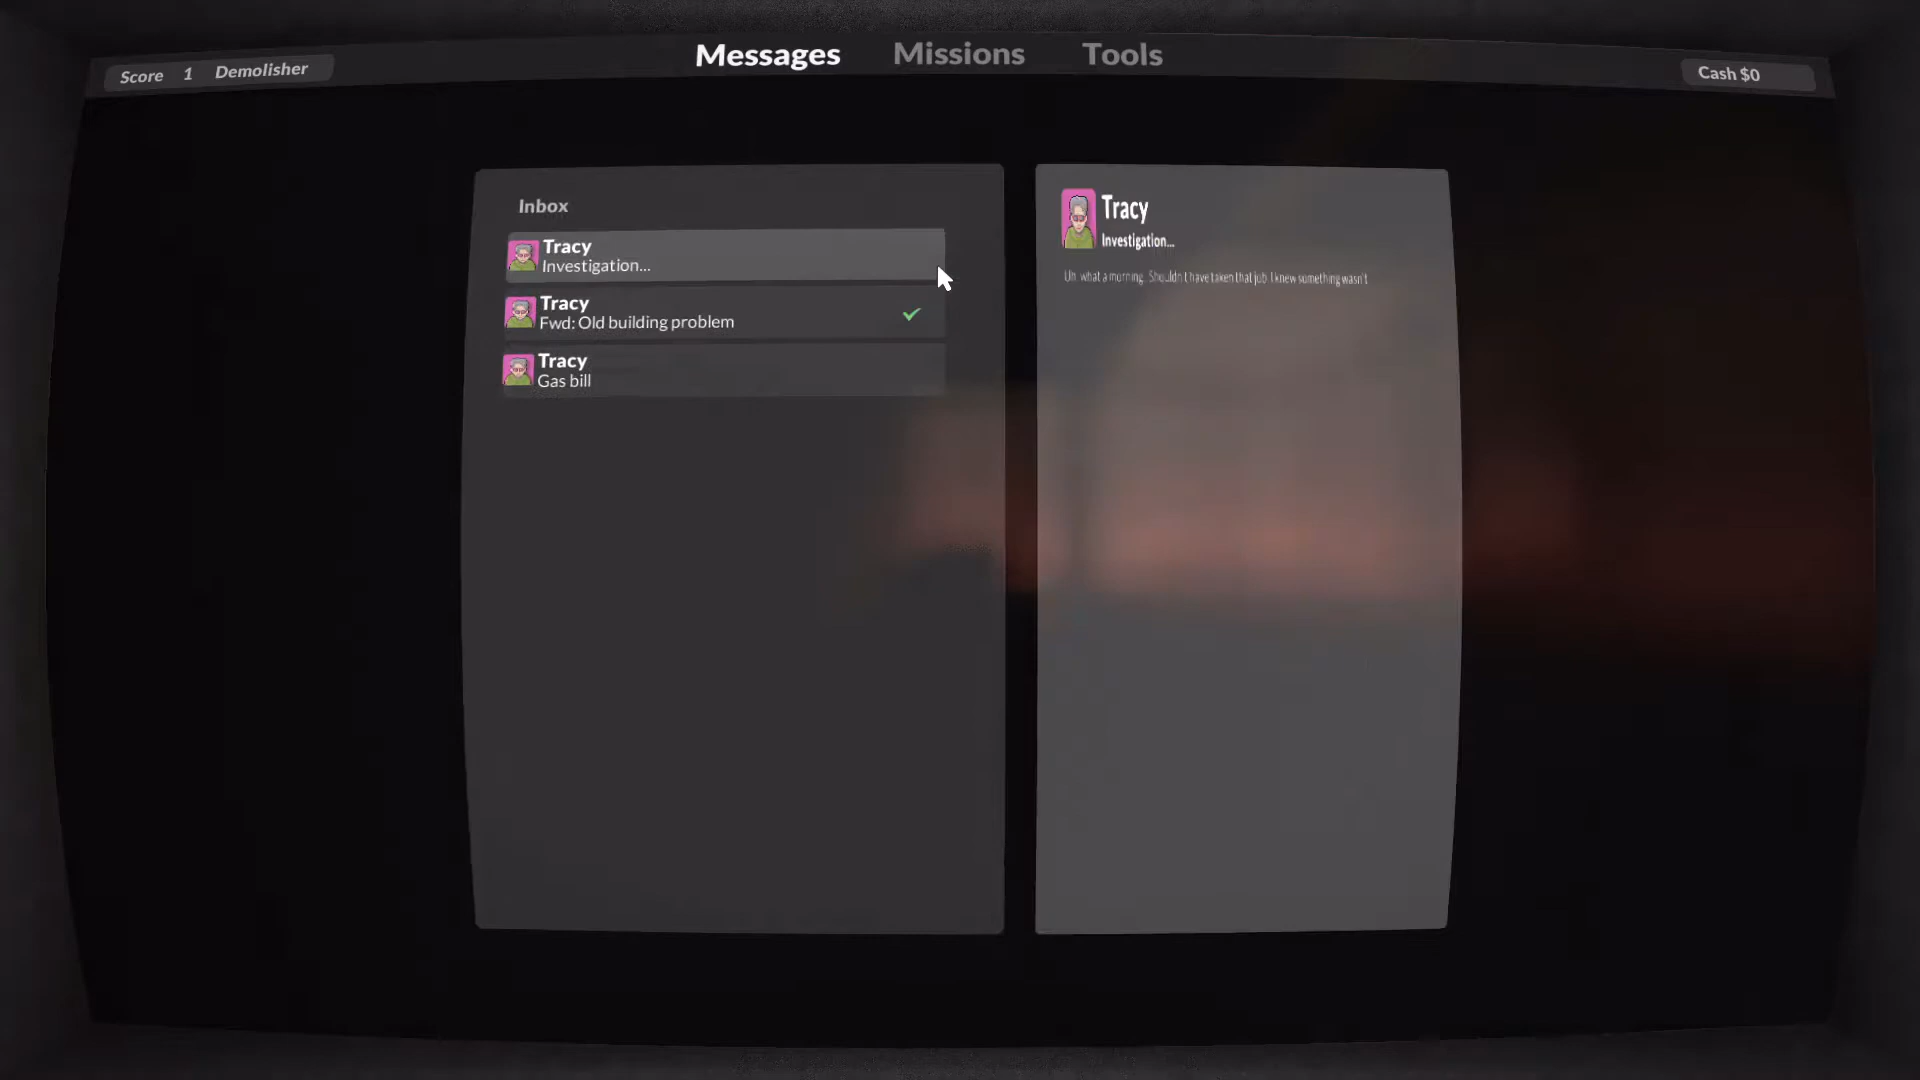 Score 1 Demolisher
Messages Missions Tools
Cash $0
Inbox
Tracy
Investigation...
Tracy
Fwd: Old building problem
Tracy
Gas bill
Tracy
Investigation...
Uh what a morning. Shouldn't have taken that job. I knew something wasn't